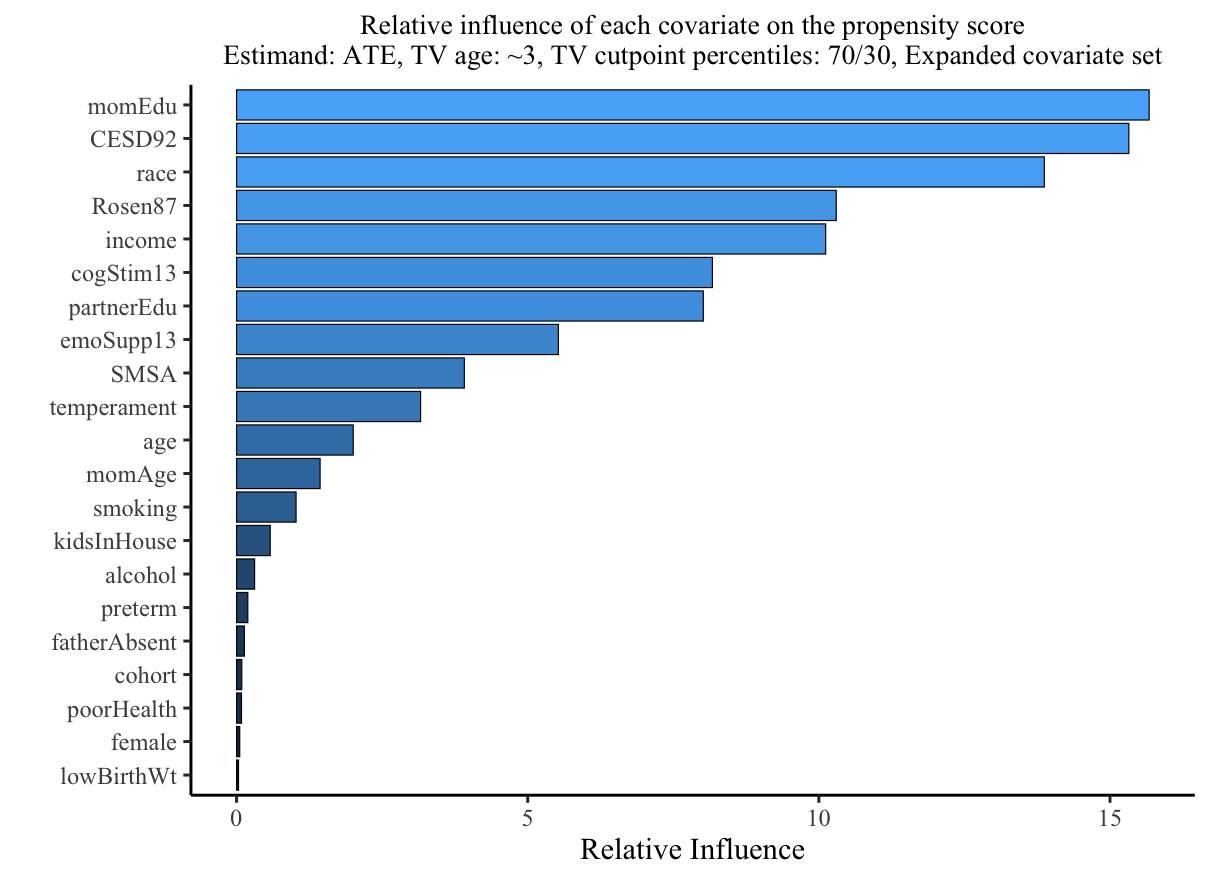 Relative influence of each covariate on the propensity score
Estimand: ATE, TV age: ~3, TV cutpoint percentiles: 70/30, Expanded covariate set
momEdu
CESD92
race
Rosen87
income
cogStim13
partnerEdu
emoSupp13
SMSA
temperament
age
momAge
smoking
kidsInHouse
alcohol
preterm
fatherAbsent
cohort
poorHealth
female
lowBirthWt
0 5 10 15
Relative Influence